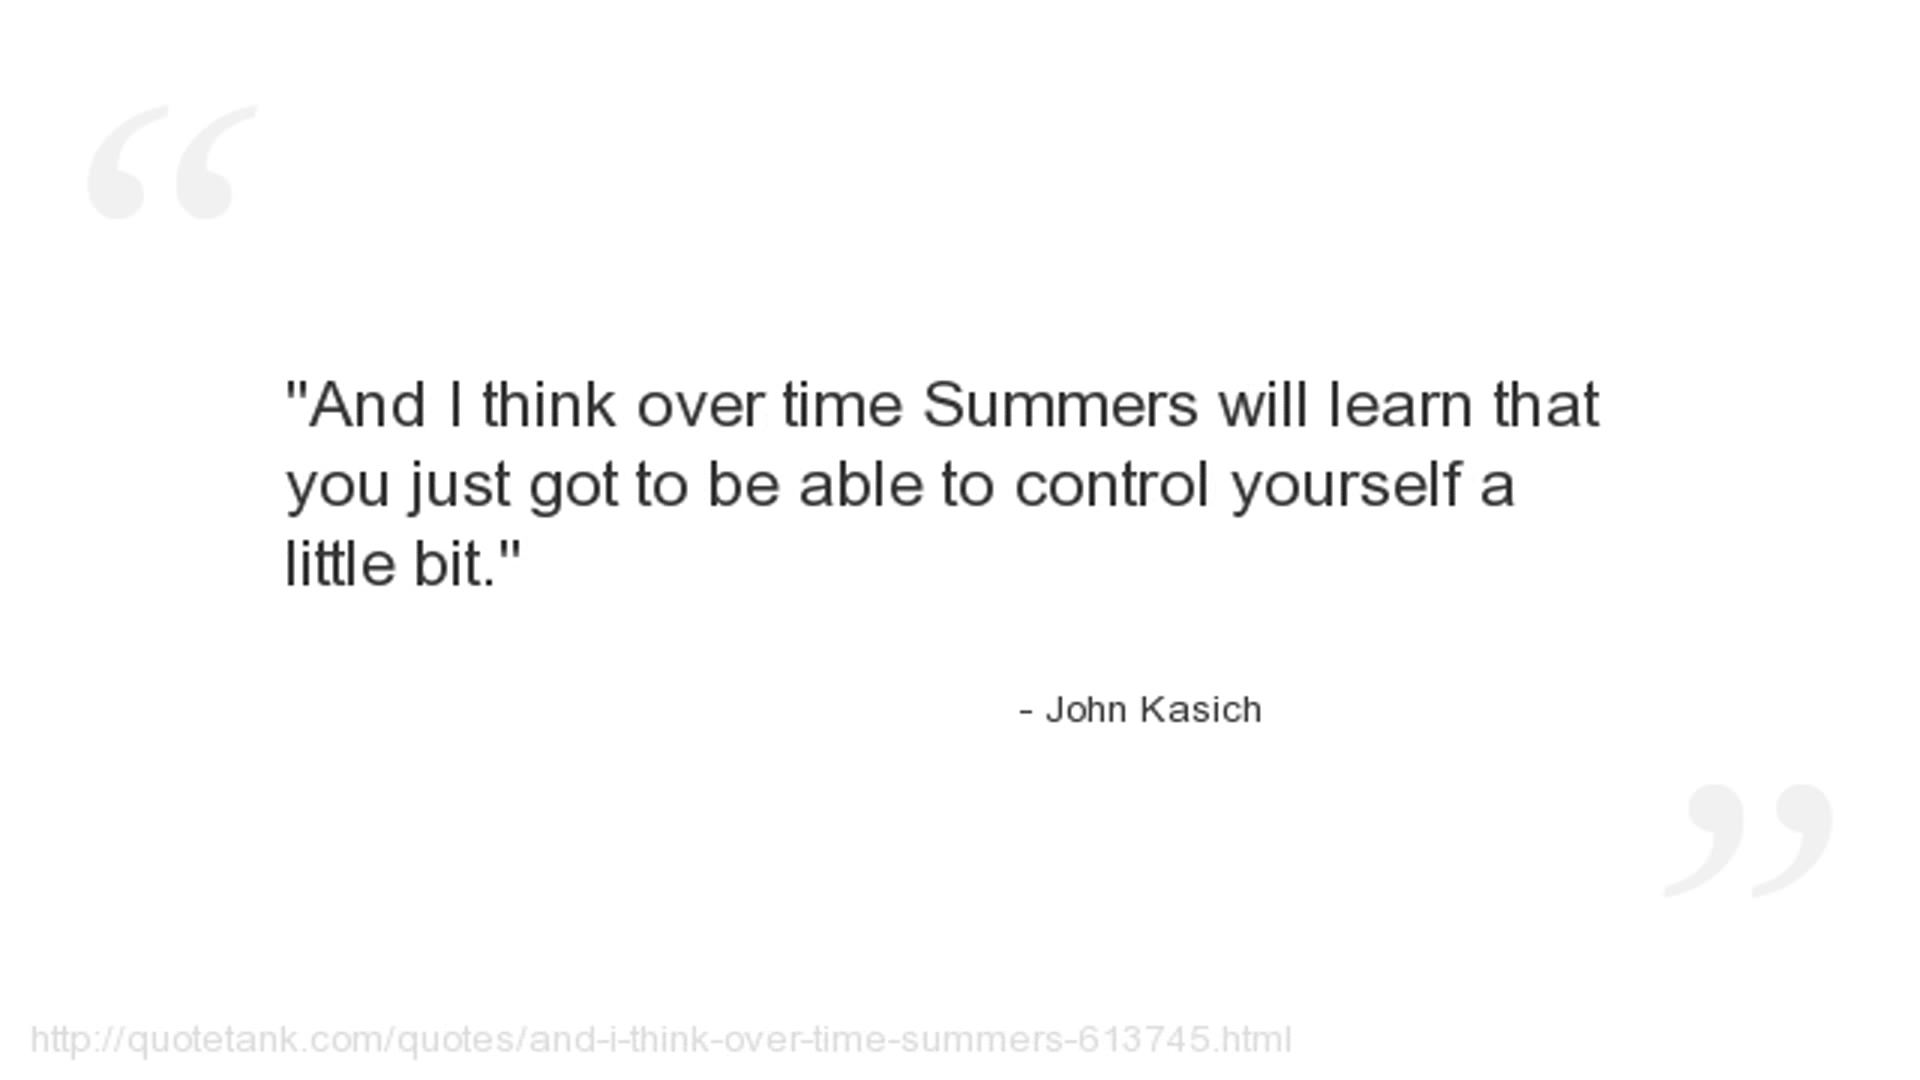 "And I think over time Summers will learn that
you just got to be able to control yourself a
little bit."
- John Kasich
http://quotetank.com/quotes/and-i-think-over-time-summers-613745.html